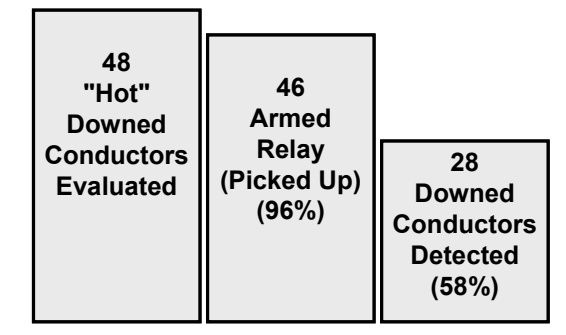 48
"Hot"
Downed
Conductors
Evaluated
46
Armed
Relay
(Picked Up)
(96%)
28
Downed
Conductors
Detected
(58%)